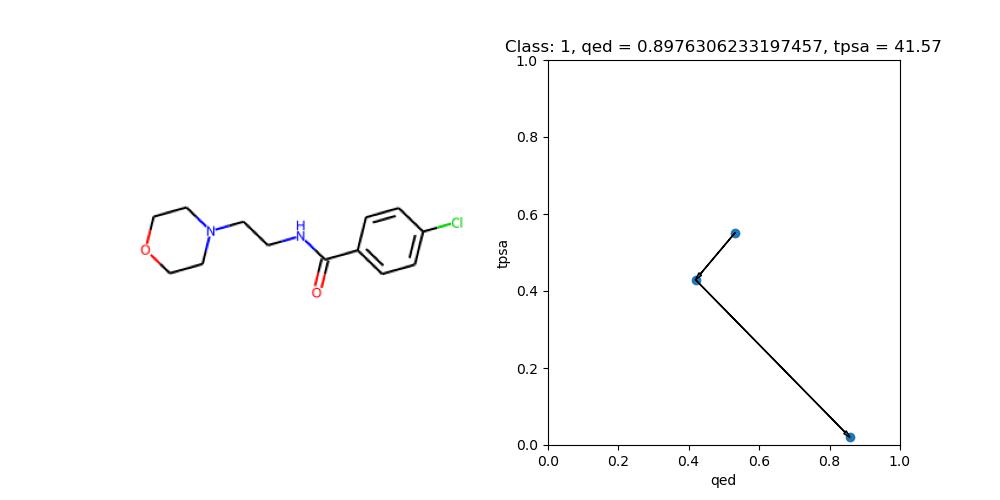 Class: 1, qed = 0.8976306233197457, tpsa = 41.57
1.0
0.8
0.6
0.4
0.2
0.0
tpsa
0.0 0.2 0.4 0.6 0.8 1.0
qed
O
N
H
N
O
Cl